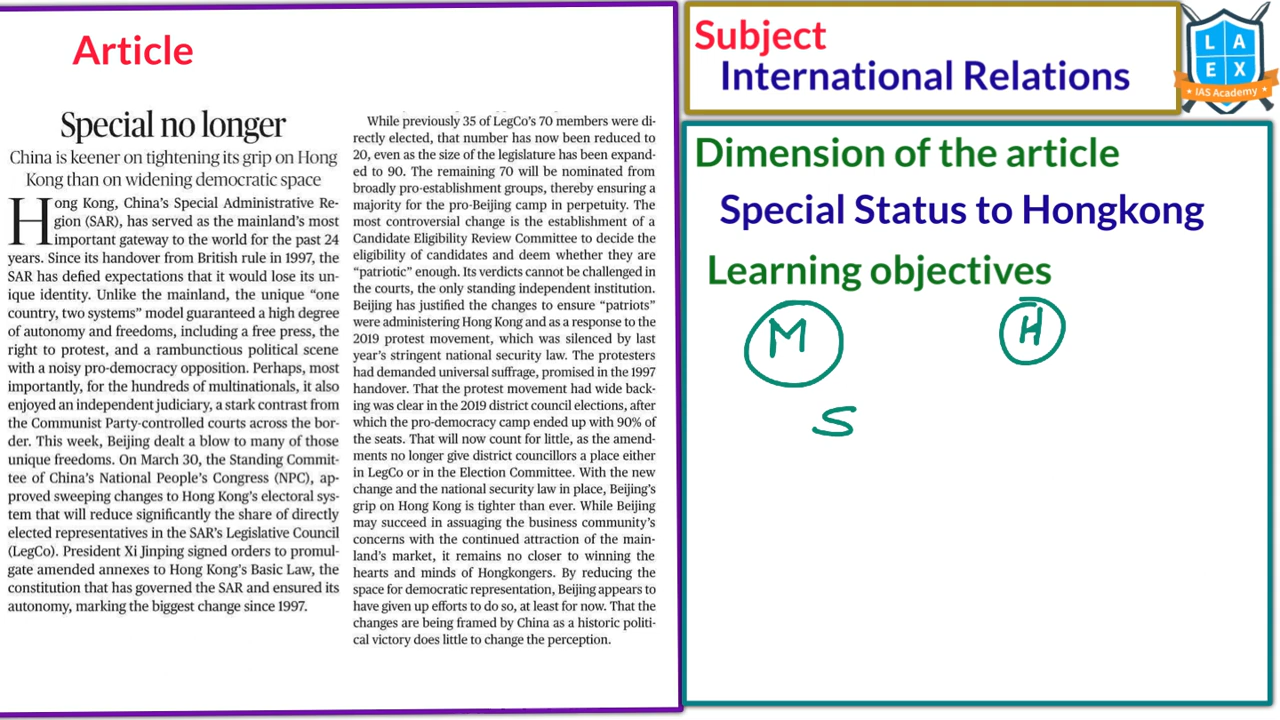 Article
Special no longer
China is keener on tightening its grip on Hong
Kong than on widening democratic space
Hong Kong, China's Special Administrative Re-
gion (SAR), has served as the mainland's most
important gateway to the world for the past 24
years. Since its handover from British rule in 1997, the
SAR has defied expectations that it would lose its un-
ique identity. Unlike the mainland, the unique "one
country, two systems" model guaranteed a high degree
of autonomy and freedoms, including a free press, the
right to protest, and a rambunctious political scene
with a noisy pro-democracy opposition. Perhaps, most
importantly, for the hundreds of multinationals, it also
enjoyed an independent judiciary, a stark contrast from
the Communist Party-controlled courts across the bor-
der. This week, Beijing dealt a blow to many of those
unique freedoms. On March 30, the Standing Commit-
tee of China's National People's Congress (NPC), ap-
proved sweeping changes to Hong Kong's electoral sys-
tem that will reduce significantly the share of directly
elected representatives in the SAR's Legislative Council
(LegCo). President Xi Jinping signed orders to promul-
gate amended annexes to Hong Kong's Basic Law, the
constitution that has governed the SAR and ensured its
autonomy, marking the biggest change since 1997.
While previously 35 of LegCo's 70 members were di-
rectly elected, that number has now been reduced to
20, even as the size of the legislature has been expand-
ed to 90. The remaining 70 will be nominated from
broadly pro-establishment groups, thereby ensuring a
majority for the pro-Beijing camp in perpetuity. The
most controversial change is the establishment of a
Candidate Eligibility Review Committee to decide the
eligibility of candidates and deem whether they are
"patriotic" enough. Its verdicts cannot be challenged in
the courts, the only standing independent institution.
Beijing has justified the changes to ensure "patriots"
were administering Hong Kong and as a response to the
2019 protest movement, which was silenced by last
year's stringent national security law. The protesters
had demanded universal suffrage, promised in the 1997
handover. That the protest movement had wide back-
ing was clear in the 2019 district council elections, after
which the pro-democracy camp ended up with 90% of
the seats. That will now count for little, as the amend-
ments no longer give district councillors a place either
in LegCo or in the Election Committee. With the new
change and the national security law in place, Beijing's
grip on Hong Kong is tighter than ever. While Beijing
may succeed in assuaging the business community's
concerns with the continued attraction of the main-
land's market, it remains no closer to winning the
hearts and minds of Hongkongers. By reducing the
space for democratic representation, Beijing appears to
have given up efforts to do so, at least for now. That the
changes are being framed by China as a historic politi-
cal victory does little to change the perception.
Subject
International Relations
LAEX
IAS Academy
Dimension of the article
Special Status to Hongkong
Learning objectives
M H
S